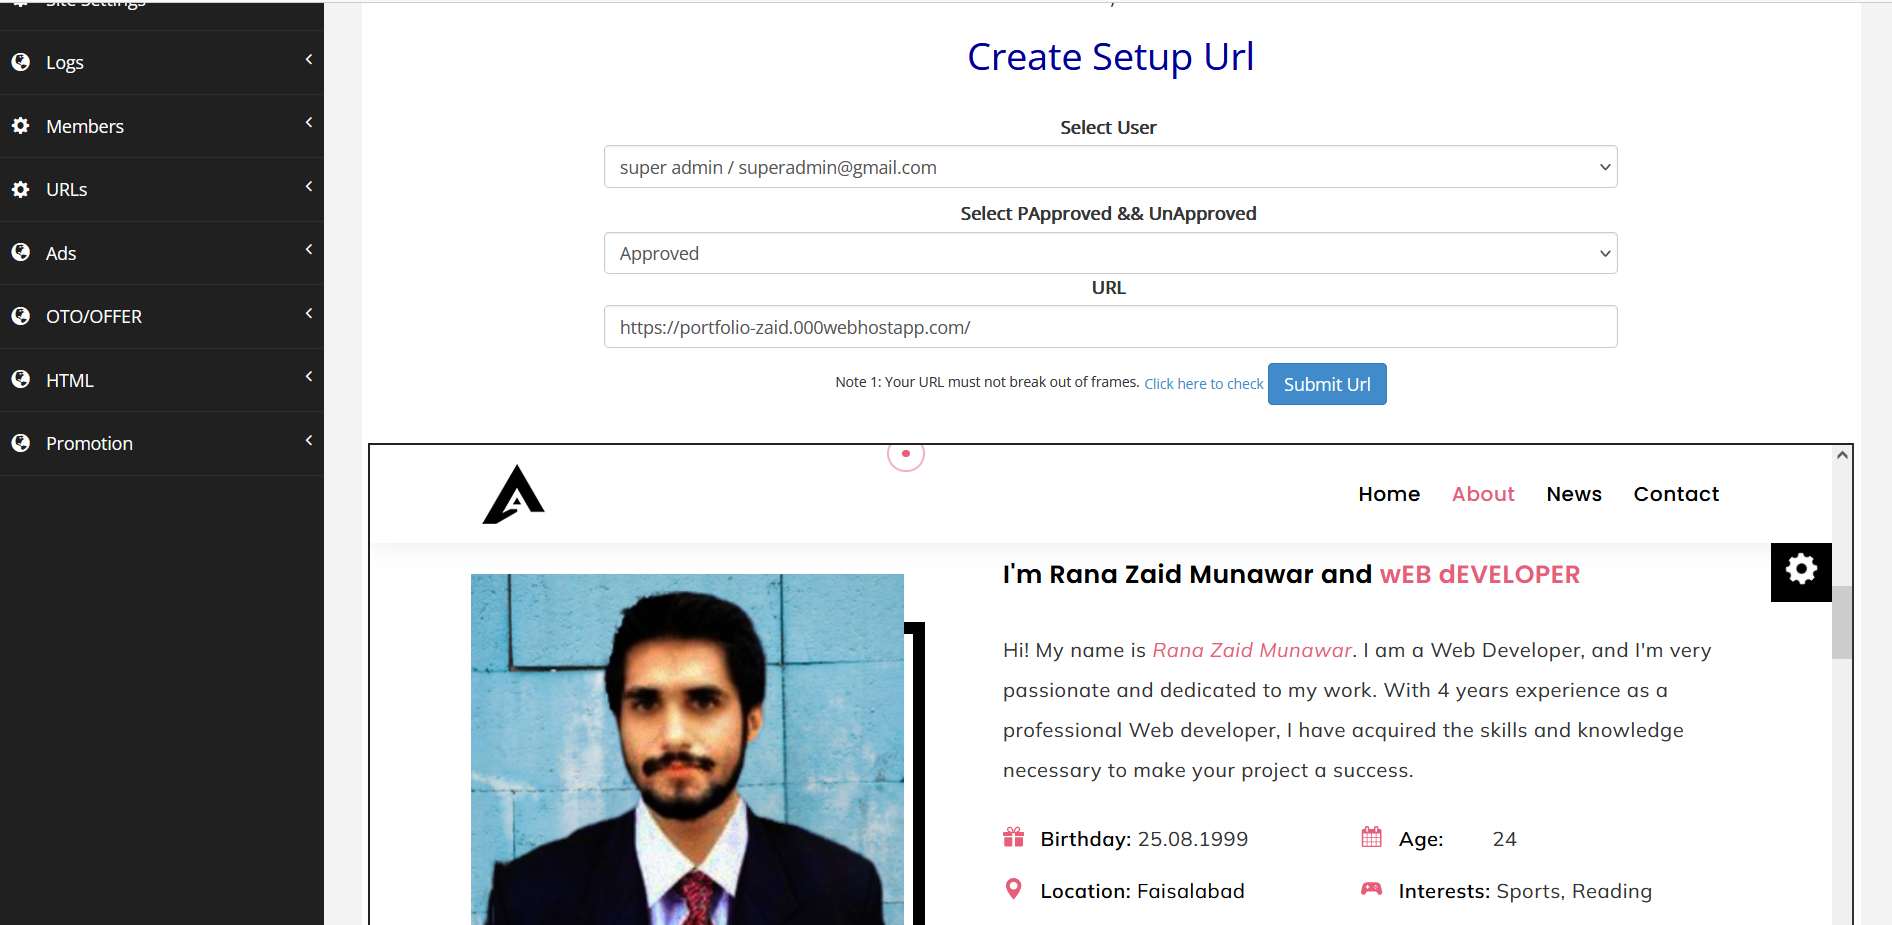 Site Settings
Logs
Members
URLs
Ads
OTO/OFFER
HTML
Promotion
Create Setup Url
Select User
super admin / superadmin@gmail.com
Select PApproved && UnApproved
Approved
URL
https://portfolio-zaid.000webhostapp.com/
Note 1: Your URL must not break out of frames. Click here to check Submit Url
Home About News Contact
I'm Rana Zaid Munawar and wEB dEVELOPER
Hi! My name is Rana Zaid Munawar. I am a Web Developer, and I'm very
passionate and dedicated to my work. With 4 years experience as a
professional Web developer, I have acquired the skills and knowledge
necessary to make your project a success.
Birthday: 25.08.1999 Age: 24
Location: Faisalabad Interests: Sports, Reading